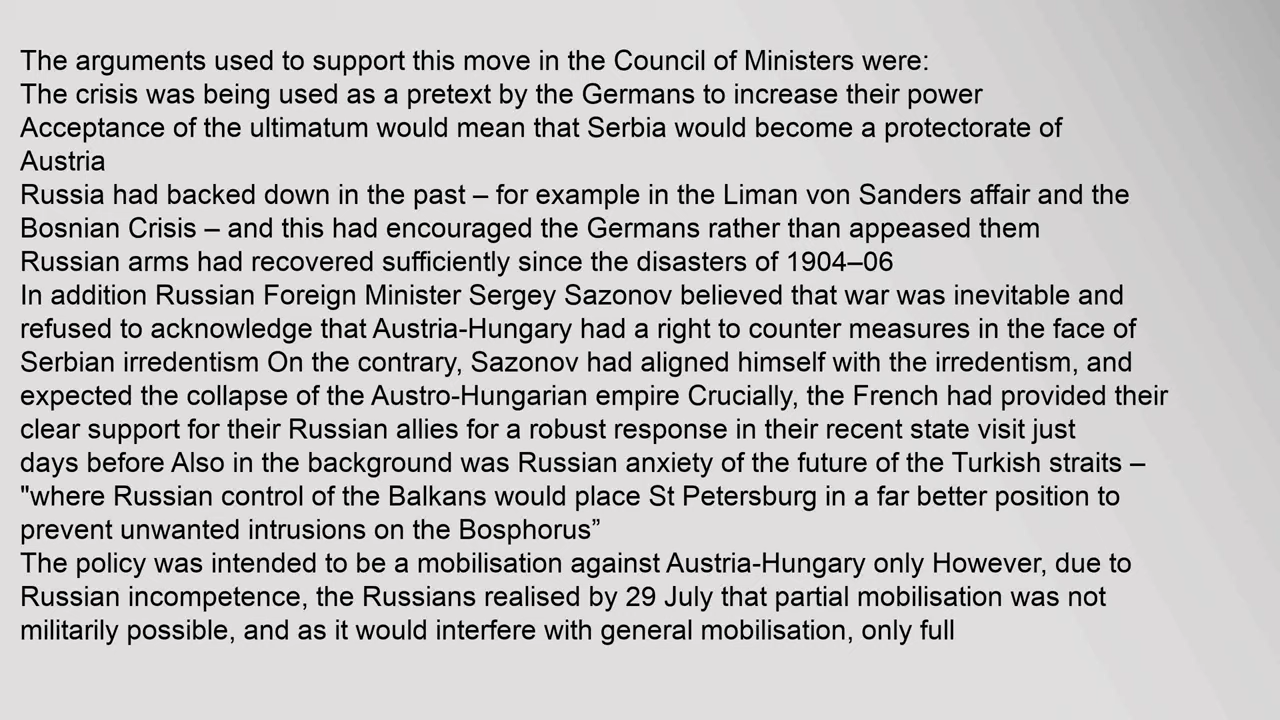 The arguments used to support this move in the Council of Ministers were:
The crisis was being used as a pretext by the Germans to increase their power
Acceptance of the ultimatum would mean that Serbia would become a protectorate of
Austria
Russia had backed down in the past – for example in the Liman von Sanders affair and the
Bosnian Crisis – and this had encouraged the Germans rather than appeased them
Russian arms had recovered sufficiently since the disasters of 1904–06
In addition Russian Foreign Minister Sergey Sazonov believed that war was inevitable and
refused to acknowledge that Austria-Hungary had a right to counter measures in the face of
Serbian irredentism On the contrary, Sazonov had aligned himself with the irredentism, and
expected the collapse of the Austro-Hungarian empire Crucially, the French had provided their
clear support for their Russian allies for a robust response in their recent state visit just
days before Also in the background was Russian anxiety of the future of the Turkish straits –
"where Russian control of the Balkans would place St Petersburg in a far better position to
prevent unwanted intrusions on the Bosphorus”
The policy was intended to be a mobilisation against Austria-Hungary only However, due to
Russian incompetence, the Russians realised by 29 July that partial mobilisation was not
militarily possible, and as it would interfere with general mobilisation, only full